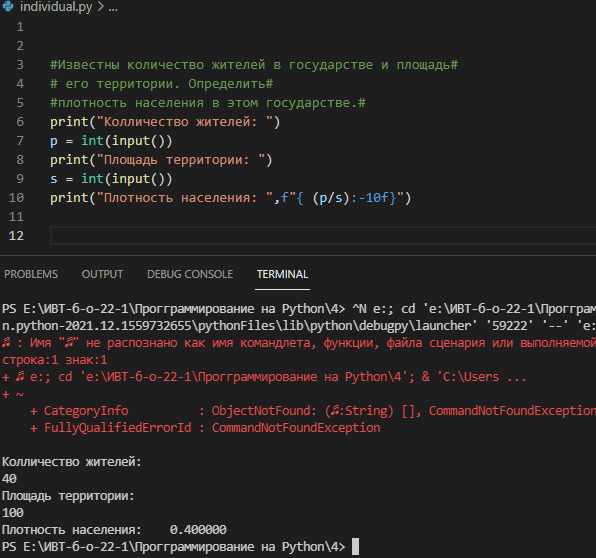 individual.py > ...
1
2
3 #Известны количество жителей в государстве и площадь#
4 # его территории. Определить#
5 #плотность населения в этом государстве.#
6 print("Колличество жителей: ")
7 p = int(input())
8 print("Площадь территории: ")
9 s = int(input())
10 print("Плотность населения: ",f"{ (p/s):-10f}")
11
12
PROBLEMS OUTPUT DEBUG CONSOLE TERMINAL
PS E:\ИВТ-б-о-22-1\Прогграммирование на Python\4> ^N e:; cd 'e:\ИВТ-б-о-22-1\Прогграм
n.python-2021.12.1559732655\pythonFiles\lib\python\debugpy\launcher' '59222' '--' 'e:
♬ : Имя "♬" не распознано как имя командлета, функции, файла сценария или выполняемой
строка:1 знак:1
+ ♬ e:; cd 'e:\ИВТ-б-о-22-1\Прогграммирование на Python\4'; & 'C:\Users ...
+ ~
+ CategoryInfo : ObjectNotFound: (♬:String) [], CommandNotFoundException
+ FullyQualifiedErrorId : CommandNotFoundException
Колличество жителей:
40
Площадь территории:
100
Плотность населения: 0.400000
PS E:\ИВТ-б-о-22-1\Прогграммирование на Python\4>